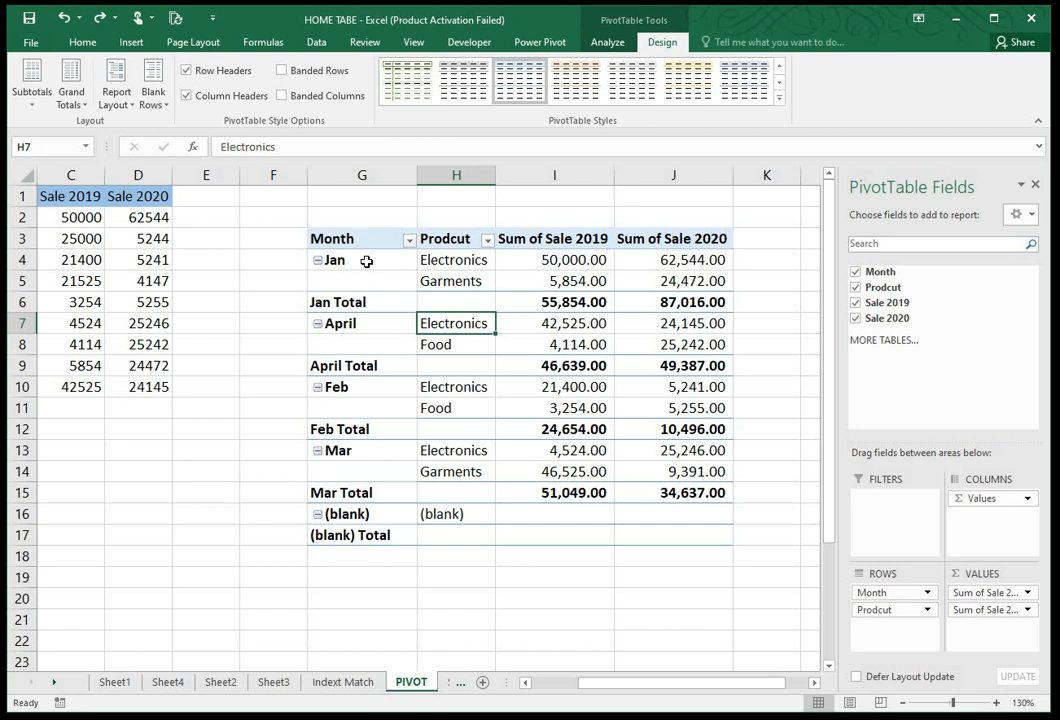 HOME TABE - Excel (Product Activation Failed) PivotTable Tools
File Home Insert Page Layout Formulas Data Review View Developer Power Pivot Analyze Design Tell me what you want to do... Share
Subtotals Grand Totals Report Layout Blank Rows
Row Headers Banded Rows
Column Headers Banded Columns
Layout PivotTable Style Options PivotTable Styles
H7 fx Electronics
C D E F G H I J K
1 Sale 2019 Sale 2020
2 50000 62544
3 25000 5244 Month Prodcut Sum of Sale 2019 Sum of Sale 2020
4 21400 5241 Jan Electronics 50,000.00 62,544.00
5 21525 4147 Garments 5,854.00 24,472.00
6 3254 5255 Jan Total 55,854.00 87,016.00
7 4524 25246 April Electronics 42,525.00 24,145.00
8 4114 25242 Food 4,114.00 25,242.00
9 5854 24472 April Total 46,639.00 49,387.00
10 42525 24145 Feb Electronics 21,400.00 5,241.00
11 Food 3,254.00 5,255.00
12 Feb Total 24,654.00 10,496.00
13 Mar Electronics 4,524.00 25,246.00
14 Garments 46,525.00 9,391.00
15 Mar Total 51,049.00 34,637.00
16 (blank) (blank)
17 (blank) Total
18
19
20
21
22
23
PivotTable Fields
Choose fields to add to report:
Search
Month
Prodcut
Sale 2019
Sale 2020
MORE TABLES...
Drag fields between areas below:
FILTERS COLUMNS
Σ Values
ROWS Σ VALUES
Month Sum of Sale 2...
Prodcut Sum of Sale 2...
Defer Layout Update UPDATE
Sheet1 Sheet4 Sheet2 Sheet3 Indext Match PIVOT ...
Ready 130%